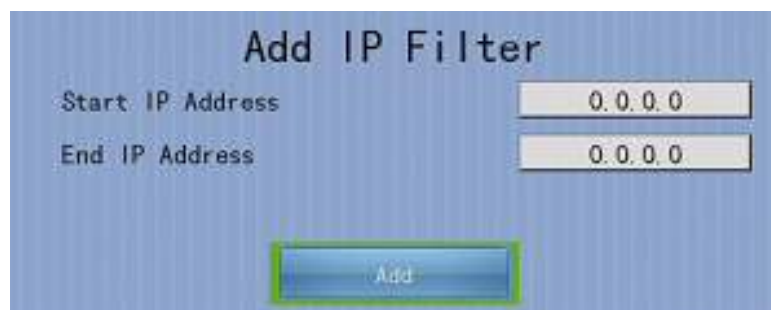 Add IP Filter
Start IP Address 0.0.0.0
End IP Address 0.0.0.0
Add